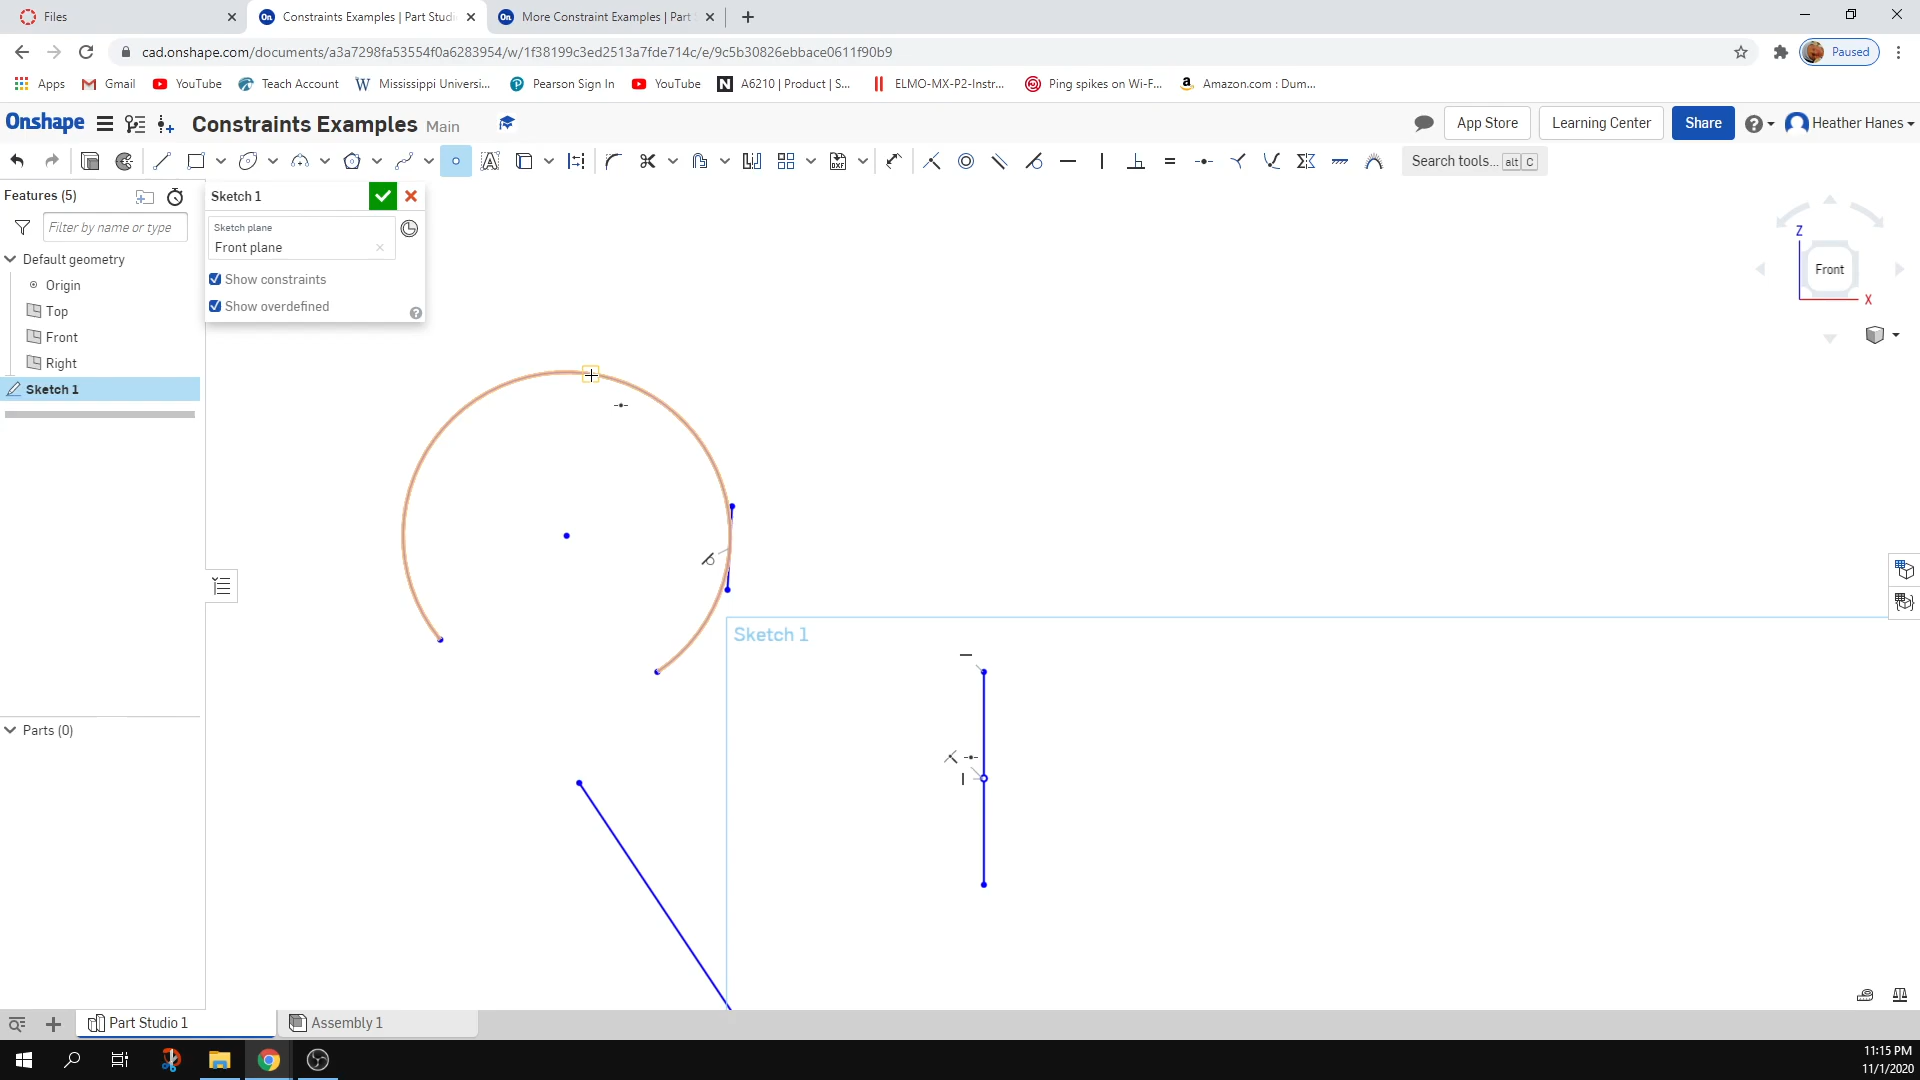 Files
Constraints Examples | Part Studi
More Constraint Examples | Part
cad.onshape.com/documents/a3a7298fa53554f0a6283954/w/1f38199c3ed2513a7fde714c/e/9c5b30826ebbace0611f90b9
Paused
Apps
Gmail
YouTube
Teach Account
Mississippi Universi...
Pearson Sign In
YouTube
A6210 | Product | S...
ELMO-MX-P2-Instr...
Ping spikes on Wi-F...
Amazon.com : Dum...
Onshape
Constraints Examples Main
App Store
Learning Center
Share
Heather Hanes
Search tools... alt C
Features (5)
Filter by name or type
Default geometry
Origin
Top
Front
Right
Sketch 1
Parts (0)
Sketch 1
Sketch plane
Front plane
Show constraints
Show overdefined
Z
Front
X
Sketch 1
Part Studio 1
Assembly 1
11:15 PM
11/1/2020